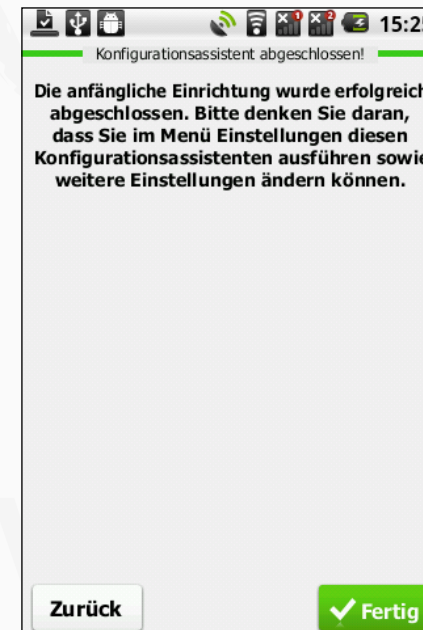 15:25
Konfigurationsassistent abgeschlossen!
Die anfängliche Einrichtung wurde erfolgreich
abgeschlossen. Bitte denken Sie daran,
dass Sie im Menü Einstellungen diesen
Konfigurationsassistenten ausführen sowie
weitere Einstellungen ändern können.
Zurück
Fertig